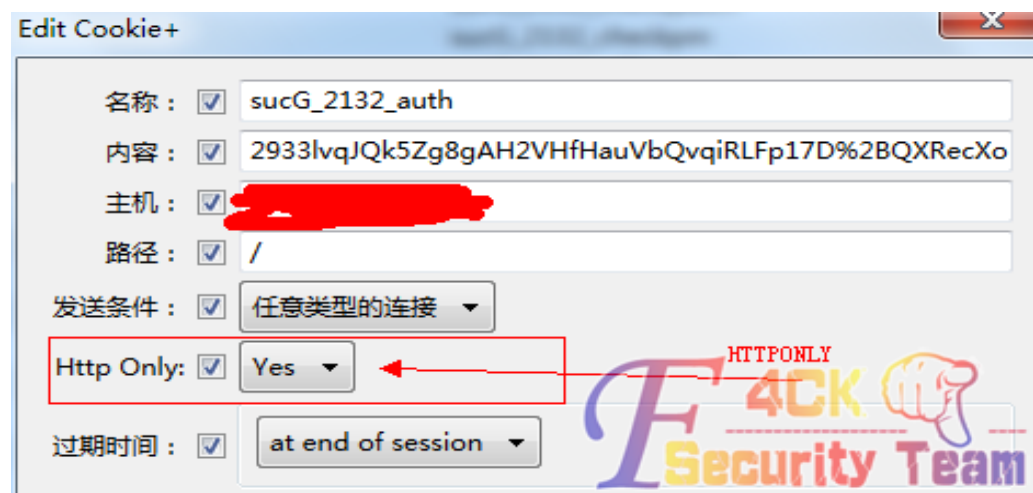 Edit Cookie+
名称： sucG_2132_auth
内容： 2933lvqJQk5Zg8gAH2VHfHauVbQvqiRLFp17D%2BQXRecXo
主机：
路径： /
发送条件： 任意类型的连接
Http Only: Yes
HTTPONLY
过期时间： at end of session
F4CK
Security Team